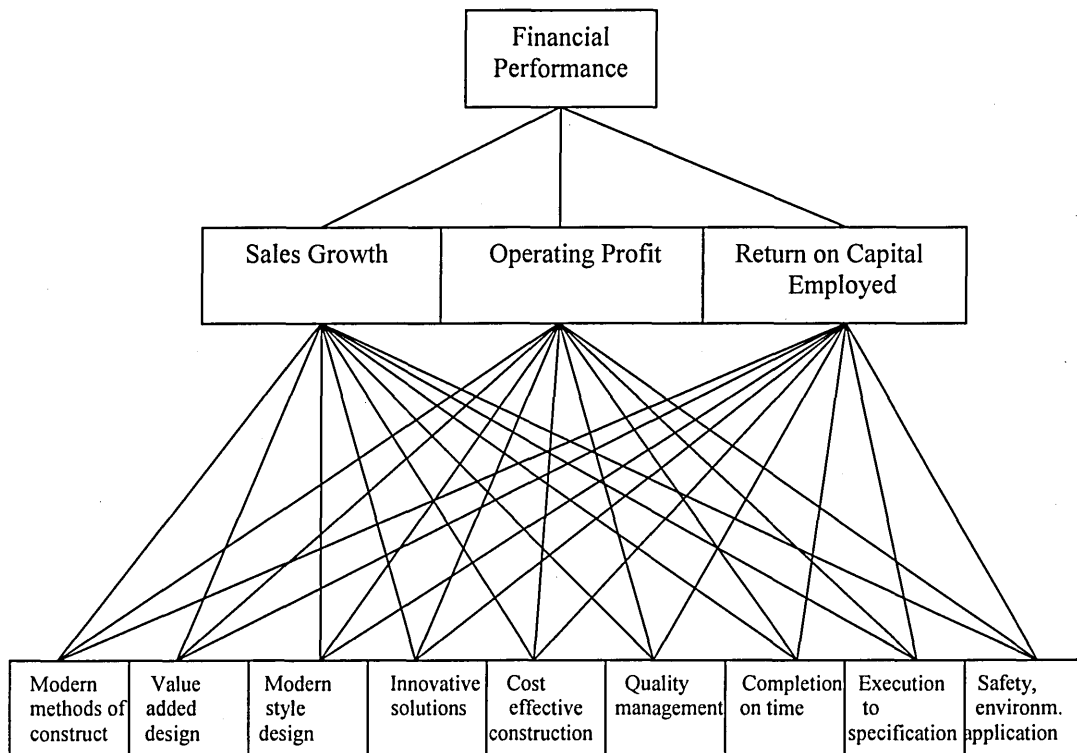 Financial
Performance
Sales Growth
Operating Profit
Return on Capital
Employed
Modern
methods of
construct
Value
added
design
Modern
style
design
Innovative
solutions
Cost
effective
construction
Quality
management
Completion
on time
Execution
to
specification
Safety,
environm.
application